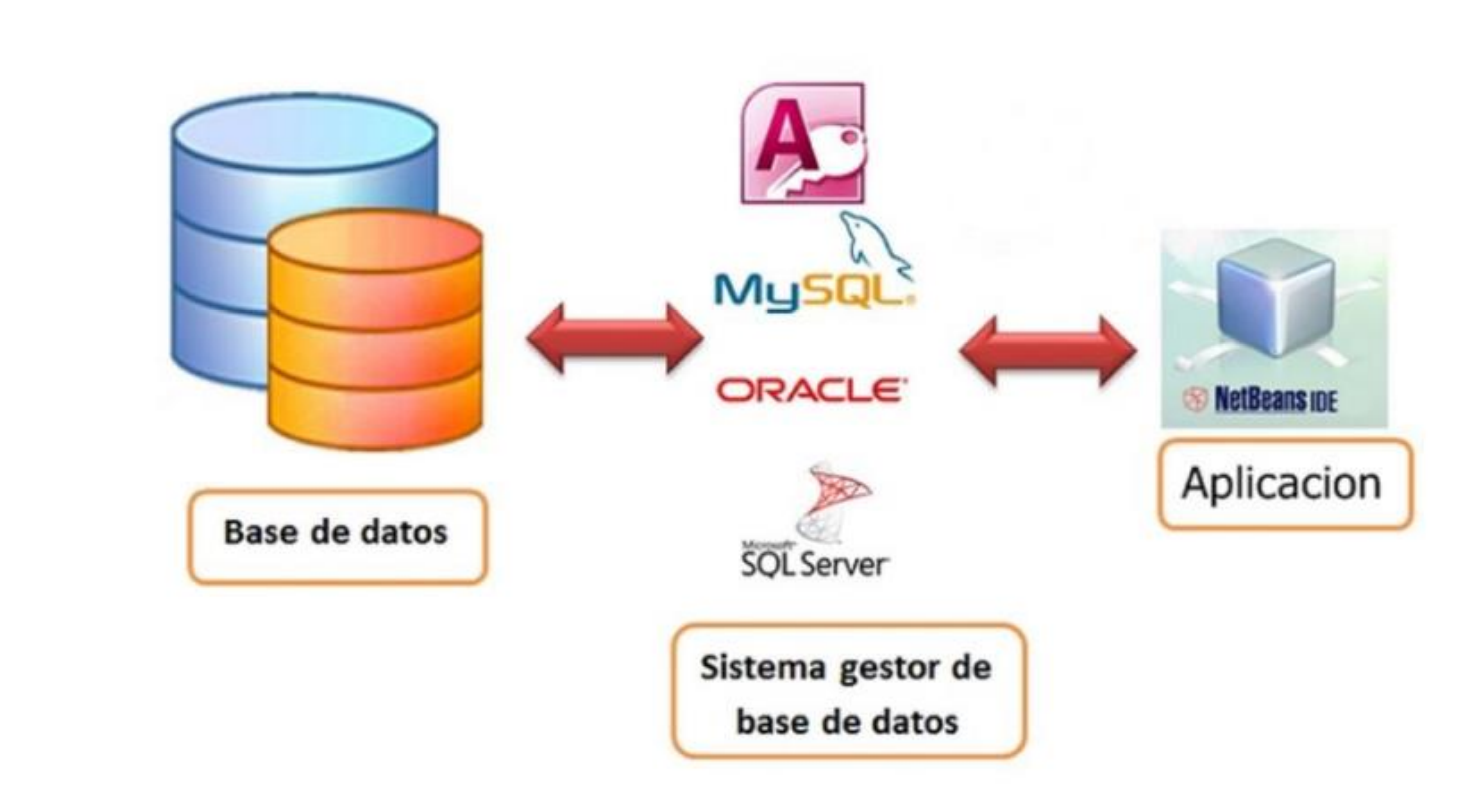 A
MySQL®
ORACLE®
Microsoft®
SQL Server
NetBeans IDE
Aplicacion
Base de datos
Sistema gestor de
base de datos